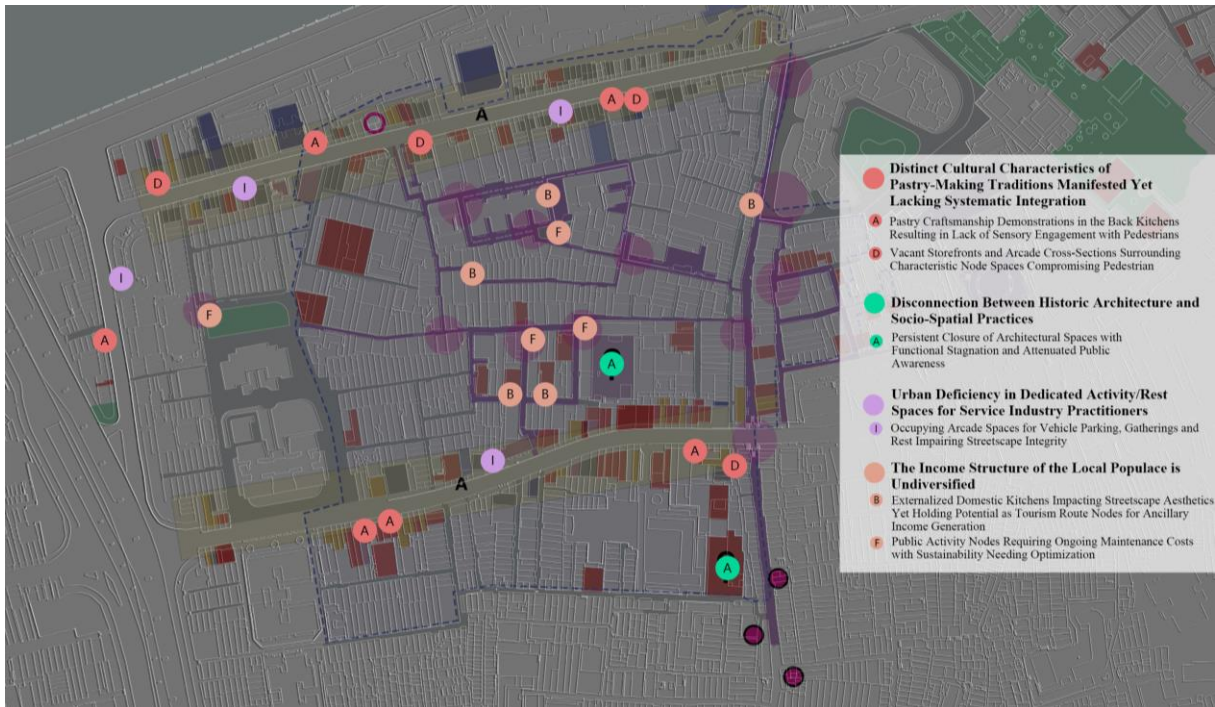 A
I
A
D
A
A
D
D
I
B
B
F
B
I
F
A
F
F
A
B
B
A
I
D
A
A
A
A
Distinct Cultural Characteristics of
Pastry-Making Traditions Manifested Yet
Lacking Systematic Integration
A Pastry Craftsmanship Demonstrations in the Back Kitchens
Resulting in Lack of Sensory Engagement with Pedestrians
D Vacant Storefronts and Arcade Cross-Sections Surrounding
Characteristic Node Spaces Compromising Pedestrian
Disconnection Between Historic Architecture and
Socio-Spatial Practices
A Persistent Closure of Architectural Spaces with
Functional Stagnation and Attenuated Public
Awareness
Urban Deficiency in Dedicated Activity/Rest
Spaces for Service Industry Practitioners
I Occupying Arcade Spaces for Vehicle Parking, Gatherings and
Rest Impairing Streetscape Integrity
The Income Structure of the Local Populace is
Undiversified
B Externalized Domestic Kitchens Impacting Streetscape Aesthetics
Yet Holding Potential as Tourism Route Nodes for Ancillary
Income Generation
F Public Activity Nodes Requiring Ongoing Maintenance Costs
with Sustainability Needing Optimization